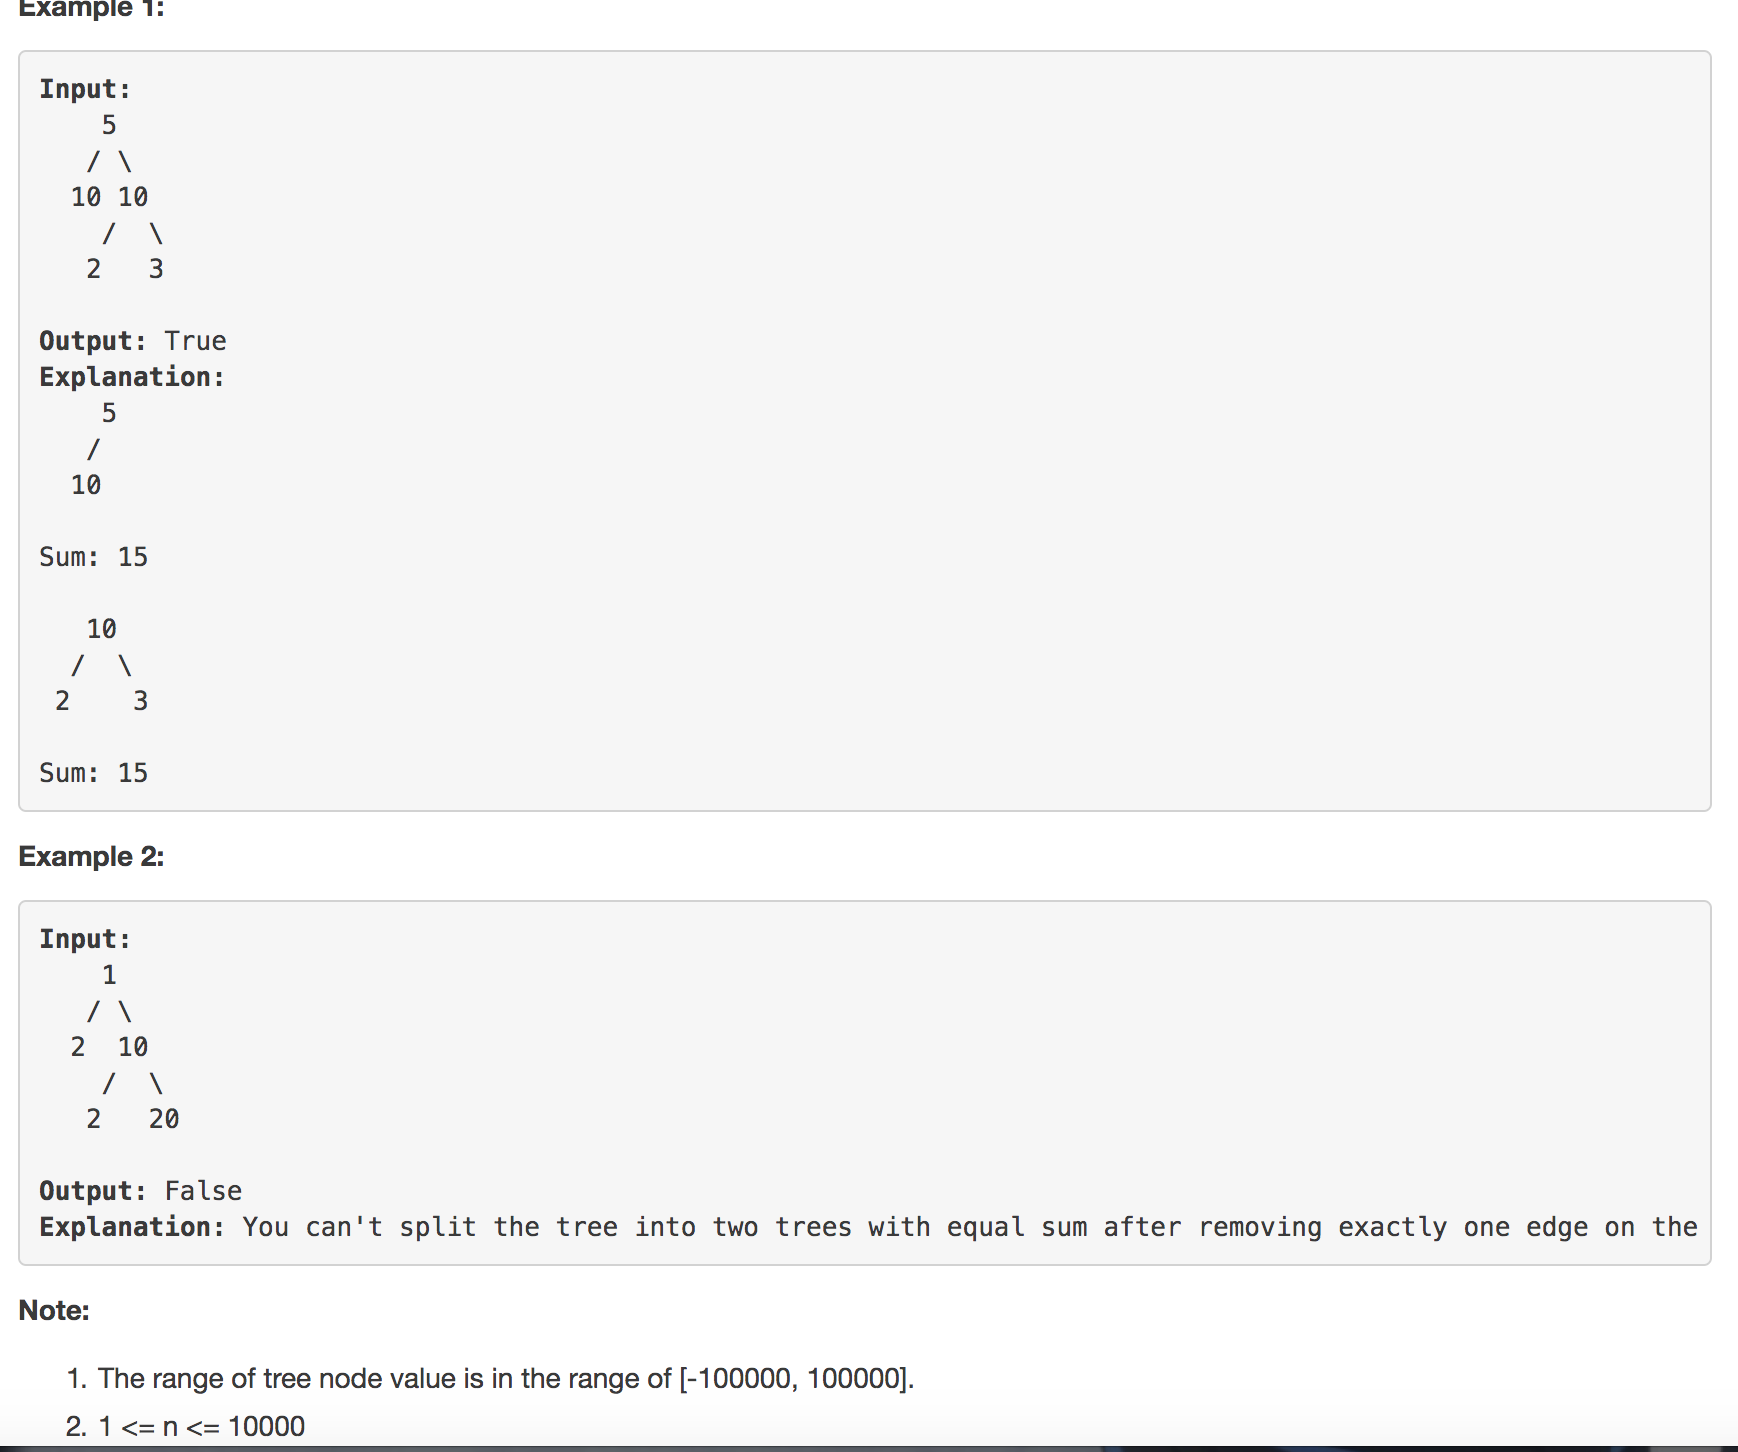 Example 1:
Input:
    5
   / \
  10 10
    /  \
   2   3
Output: True
Explanation:
    5
   /
  10
Sum: 15
   10
  /  \
 2    3
Sum: 15
Example 2:
Input:
    1
   / \
  2  10
    /  \
   2   20
Output: False
Explanation: You can't split the tree into two trees with equal sum after removing exactly one edge on the
Note:
1. The range of tree node value is in the range of [-100000, 100000].
2. 1 <= n <= 10000